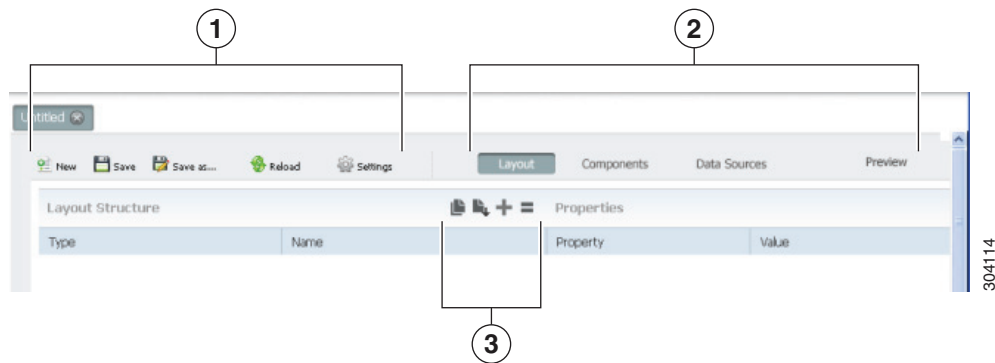 1 2
Untitled
New Save Save as... Reload Settings Layout Components Data Sources Preview
Layout Structure Properties
Type Name Property Value
3
304114